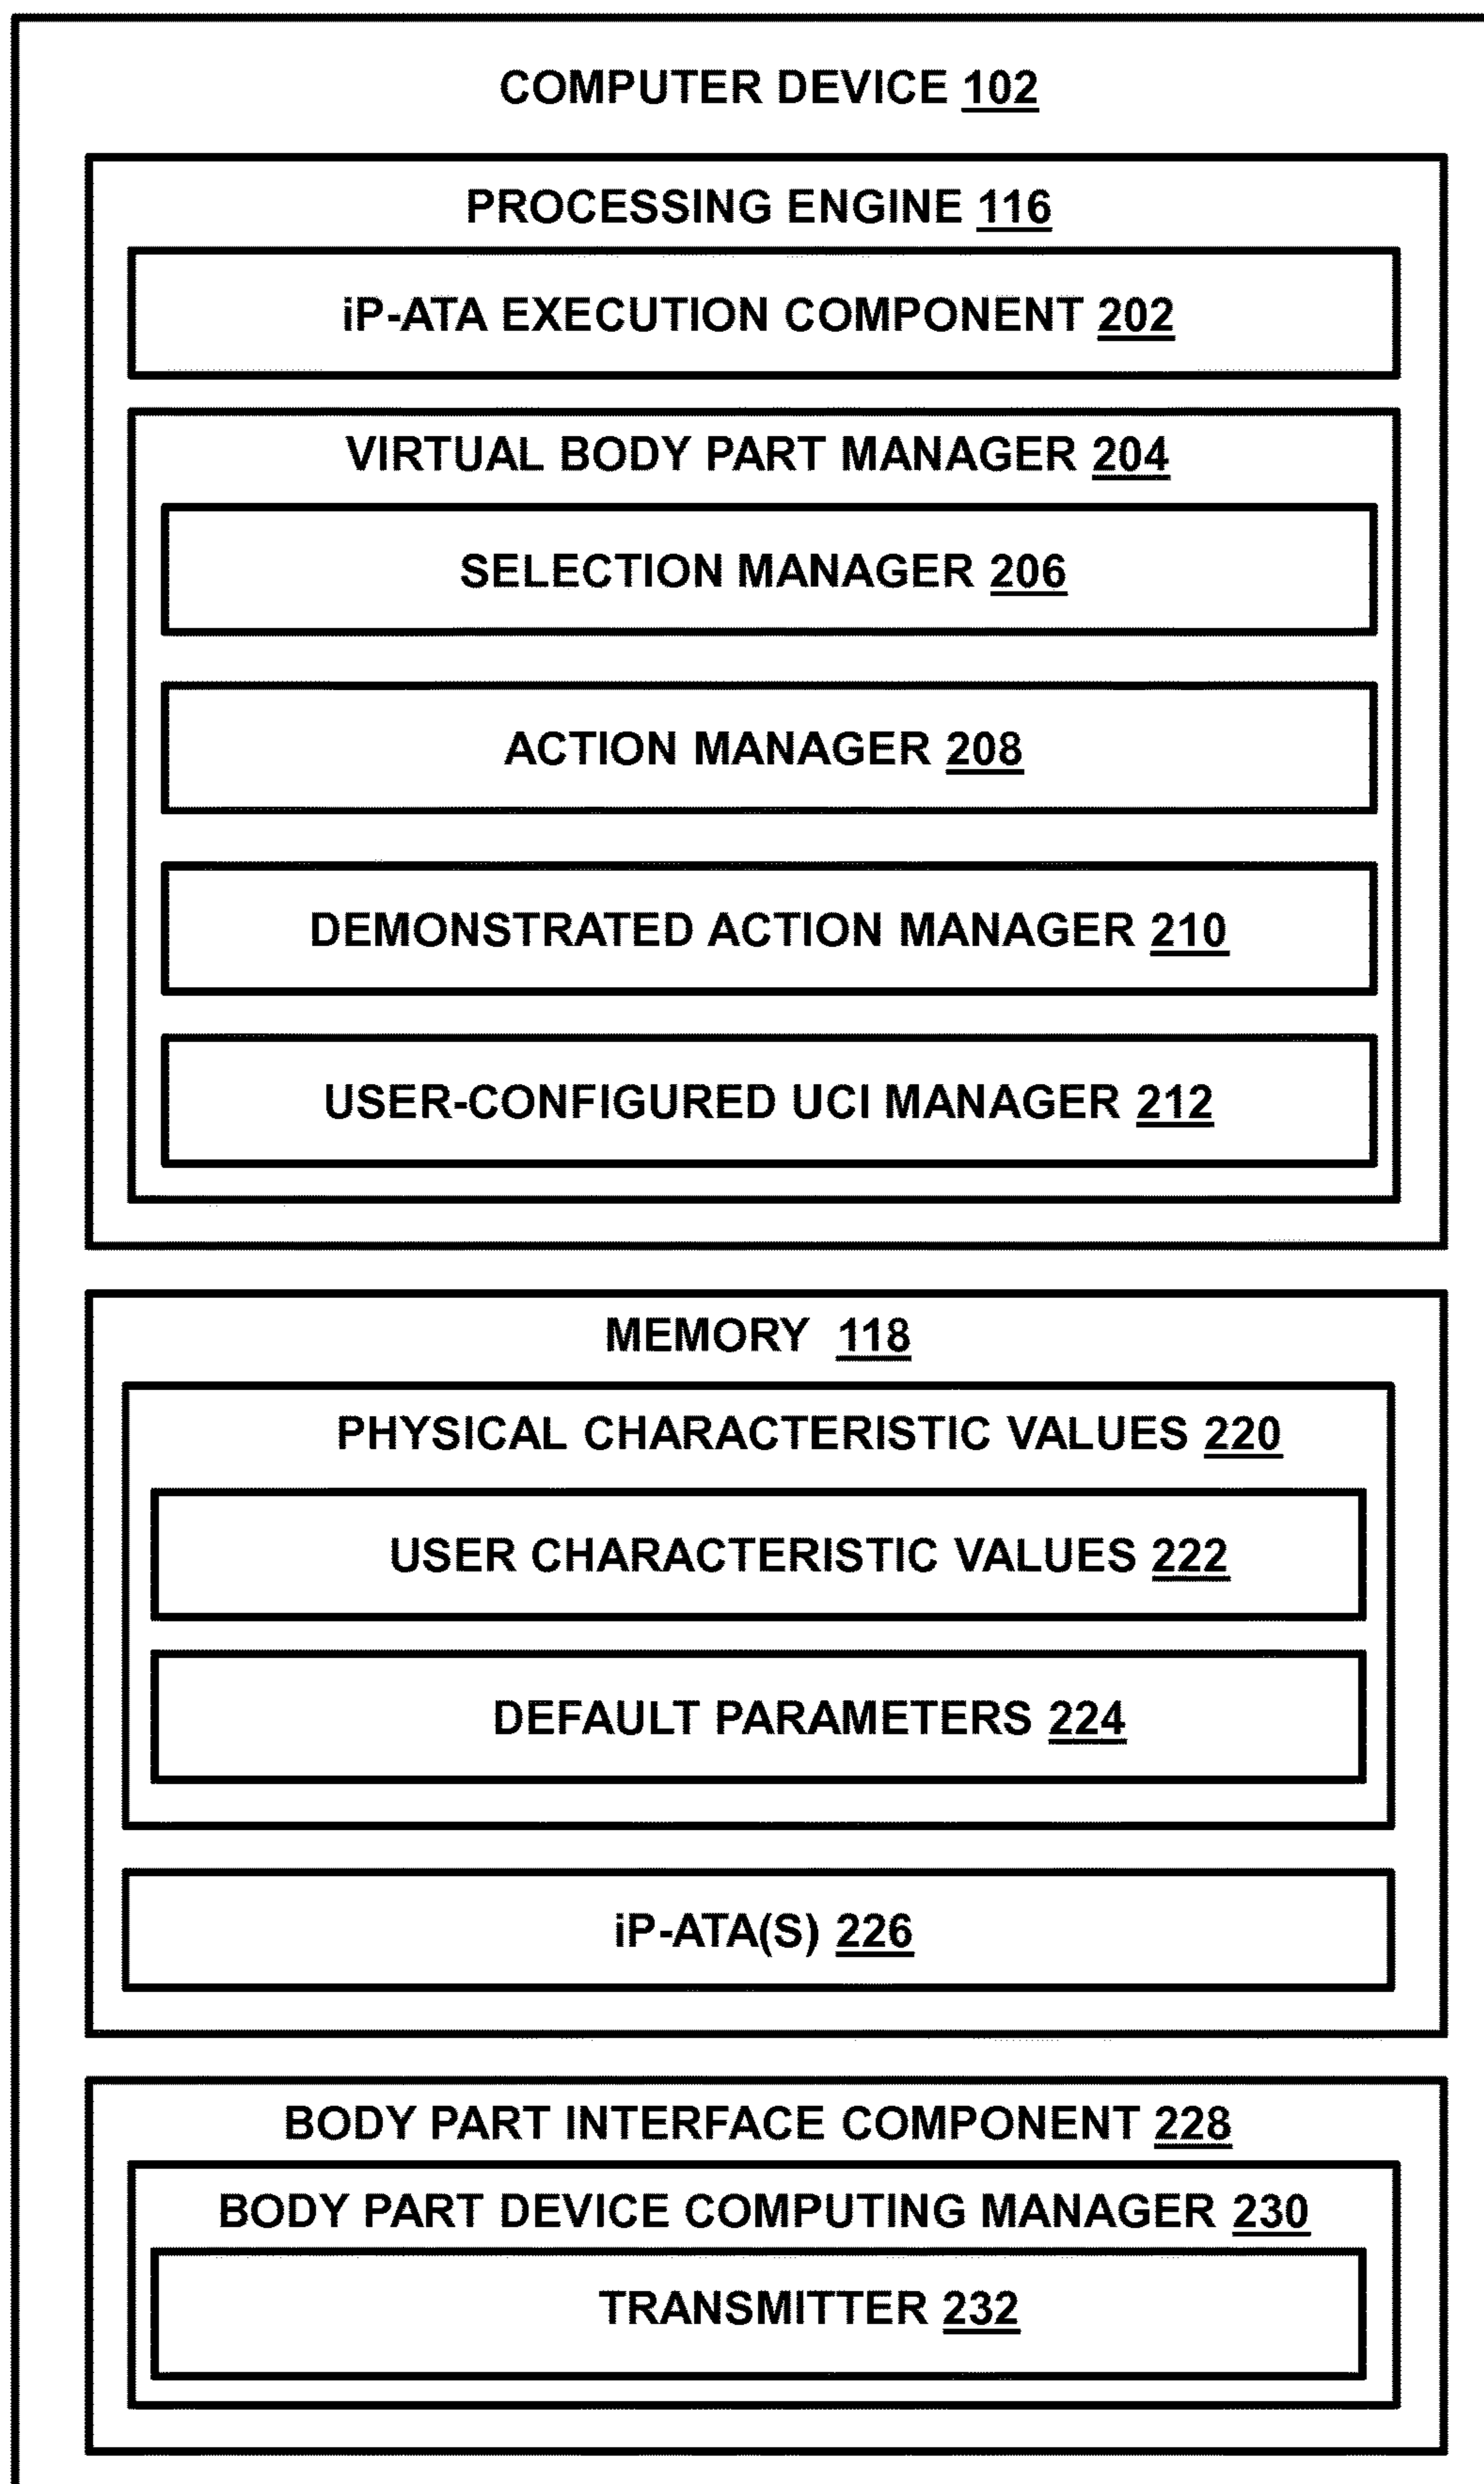 COMPUTER DEVICE 102
PROCESSING ENGINE 116
iP-ATA EXECUTION COMPONENT 202
VIRTUAL BODY PART MANAGER 204
SELECTION MANAGER 206
ACTION MANAGER 208
DEMONSTRATED ACTION MANAGER 210
USER-CONFIGURED UCI MANAGER 212
MEMORY 118
PHYSICAL CHARACTERISTIC VALUES 220
USER CHARACTERISTIC VALUES 222
DEFAULT PARAMETERS 224
iP-ATA(S) 226
BODY PART INTERFACE COMPONENT 228
BODY PART DEVICE COMPUTING MANAGER 230
TRANSMITTER 232